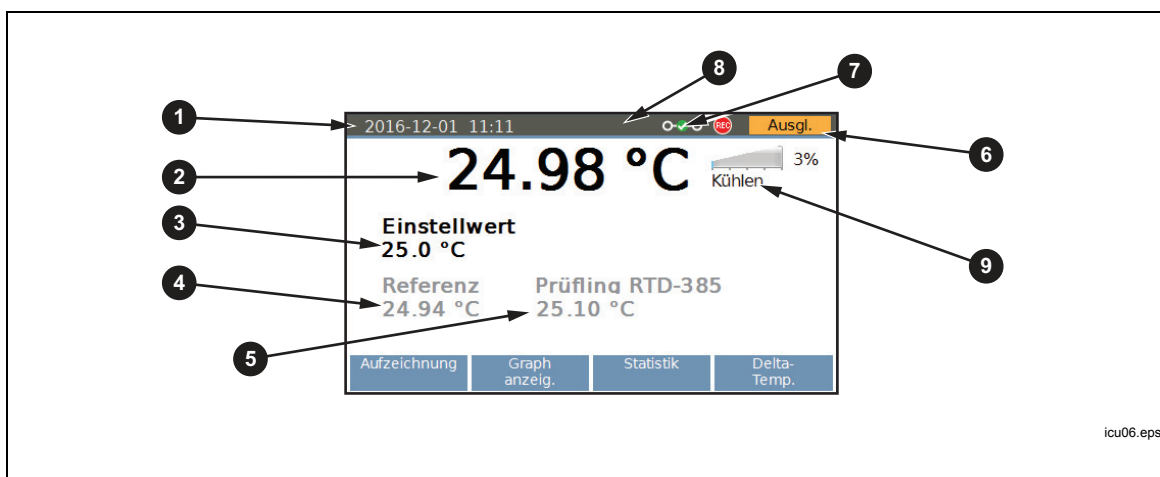 8
7
1
2016-12-01 11:11
REC
Ausgl.
6
2
24.98 °C
3%
Kühlen
3
Einstellwert
25.0 °C
9
4
Referenz
Prüfling RTD-385
24.94 °C
25.10 °C
5
Aufzeichnung
Graph
anzeig.
Statistik
Delta-
Temp.
icu06.eps